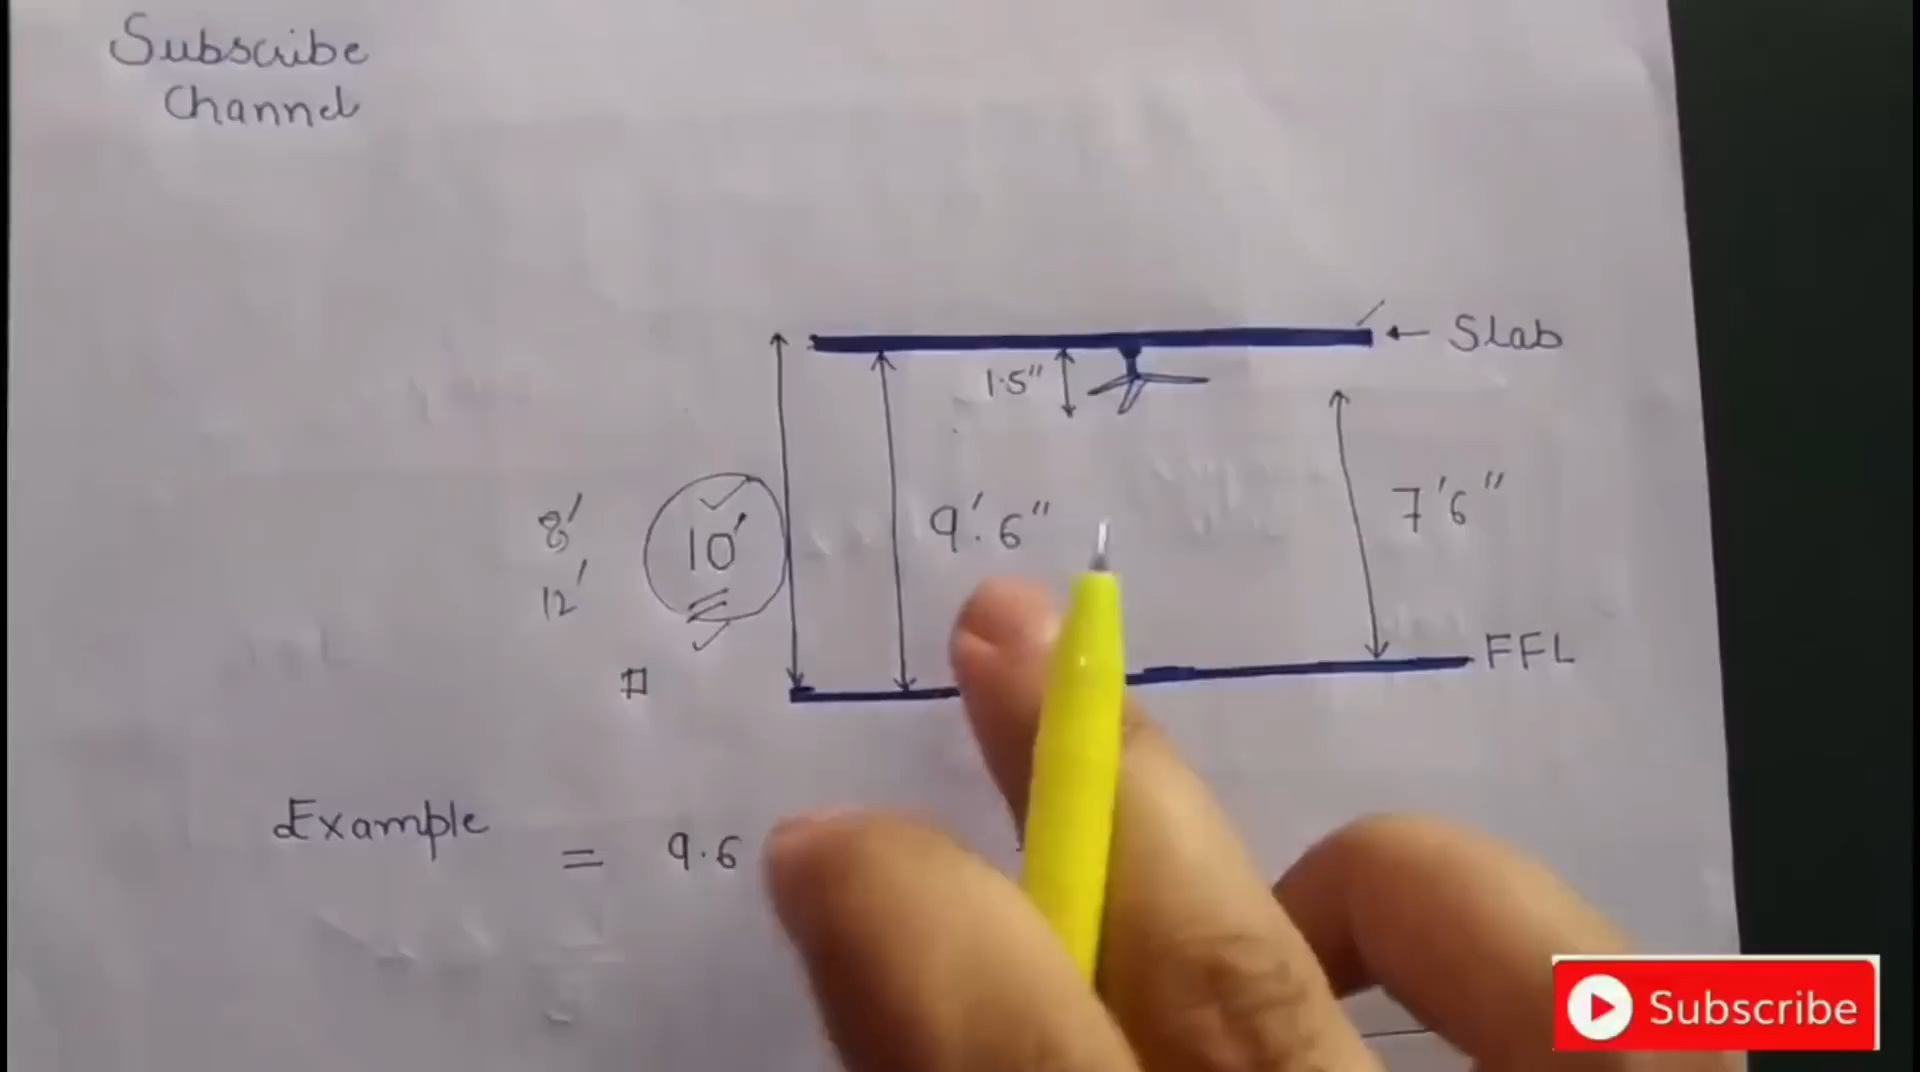 Subscribe
Channel
Slab
1.5"
7'6"
9'.6"
8'
10'
12'
FFL
Example
= 9.6
Subscribe